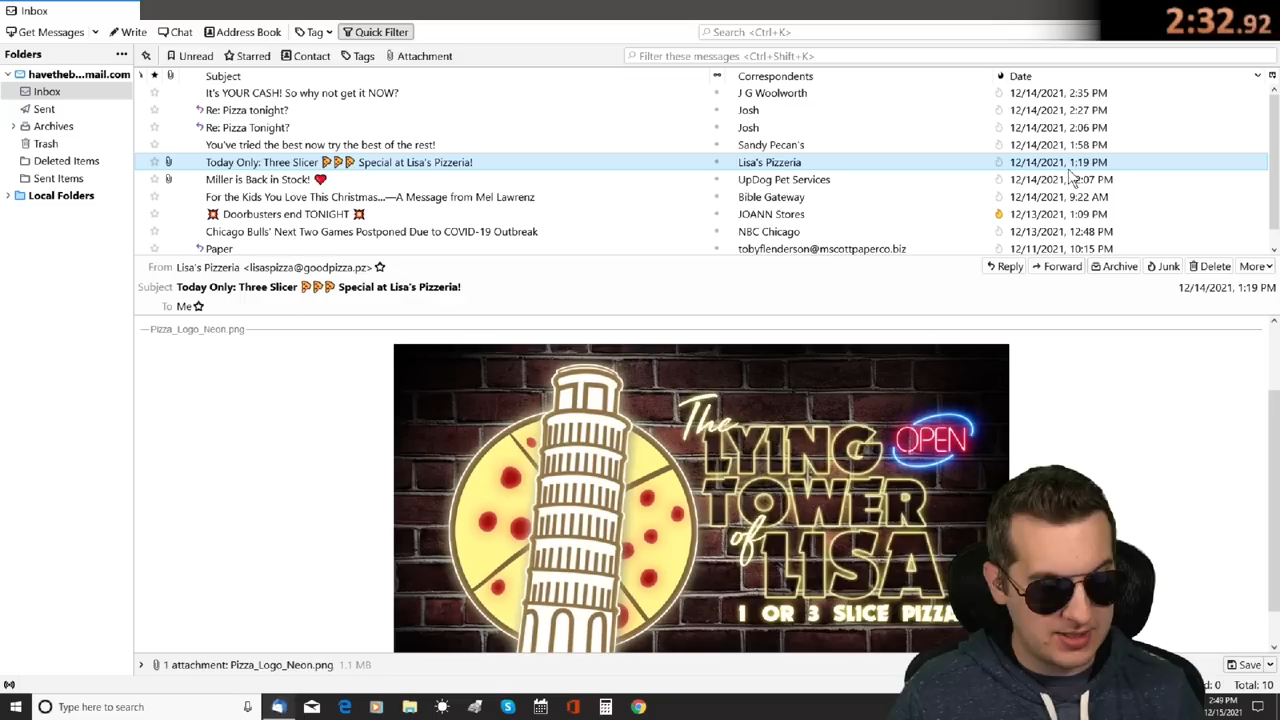 Inbox
2:32.92
Get Messages Write Chat Address Book Tag Quick Filter Search <Ctrl+K>
Folders Unread Starred Contact Tags Attachment Filter these messages <Ctrl+Shift+K>
havetheb...mail.com
Inbox
Sent
Archives
Trash
Deleted Items
Sent Items
Local Folders
Subject Correspondents Date
It's YOUR CASH! So why not get it NOW? J G Woolworth 12/14/2021, 2:35 PM
Re: Pizza tonight? Josh 12/14/2021, 2:27 PM
Re: Pizza Tonight? Josh 12/14/2021, 2:06 PM
You've tried the best now try the best of the rest! Sandy Pecan's 12/14/2021, 1:58 PM
Today Only: Three Slicer 🍕🍕🍕 Special at Lisa's Pizzeria! Lisa's Pizzeria 12/14/2021, 1:19 PM
Miller is Back in Stock! ❤ UpDog Pet Services 12/14/2021, :07 PM
For the Kids You Love This Christmas...—A Message from Mel Lawrenz Bible Gateway 12/14/2021, 9:22 AM
💥 Doorbusters end TONIGHT 💥 JOANN Stores 12/13/2021, 1:09 PM
Chicago Bulls' Next Two Games Postponed Due to COVID-19 Outbreak NBC Chicago 12/13/2021, 12:48 PM
Paper tobyflenderson@mscottpaperco.biz 12/11/2021, 10:15 PM
From Lisa's Pizzeria <lisaspizza@goodpizza.pz> Reply Forward Archive Junk Delete More
Subject Today Only: Three Slicer 🍕🍕🍕 Special at Lisa's Pizzeria! 12/14/2021, 1:19 PM
To Me
Pizza_Logo_Neon.png
The
LYING
OPEN
TOWER
of LISA
1 OR 3 SLICE PIZZA
1 attachment: Pizza_Logo_Neon.png 1.1 MB Save
d: 0 Total: 10
Type here to search
2:49 PM
12/15/2021